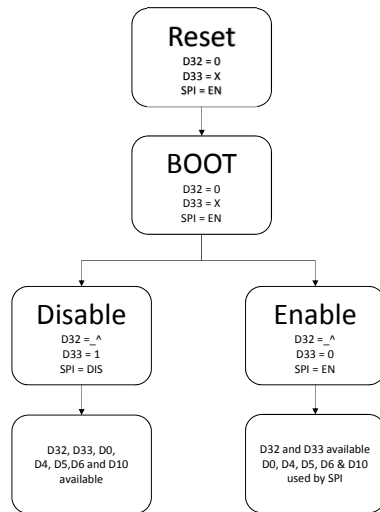 Reset
D32 = 0
D33 = X
SPI = EN
BOOT
D32 = 0
D33 = X
SPI = EN
Disable
D32 =_^
D33 = 1
SPI = DIS
Enable
D32 =_^
D33 = 0
SPI = EN
D32, D33, D0,
D4, D5,D6 and D10
available
D32 and D33 available
D0, D4, D5, D6 & D10
used by SPI